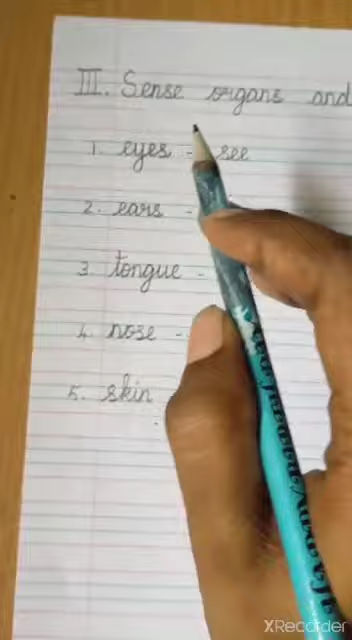 III. Sense organs and
1. eyes - see
2. ears -
3. tongue -
4. nose -
5. skin
XRecorder